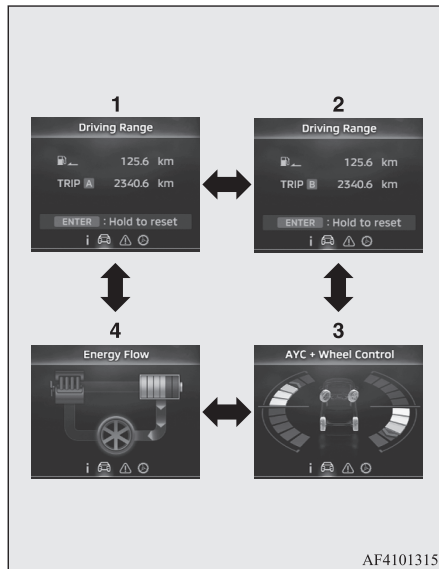 1
2
Driving Range
125.6 km
TRIP A 2340.6 km
ENTER : Hold to reset
i
Driving Range
125.6 km
TRIP B 2340.6 km
ENTER : Hold to reset
i
4
3
Energy Flow
i
AYC + Wheel Control
i
AF4101315